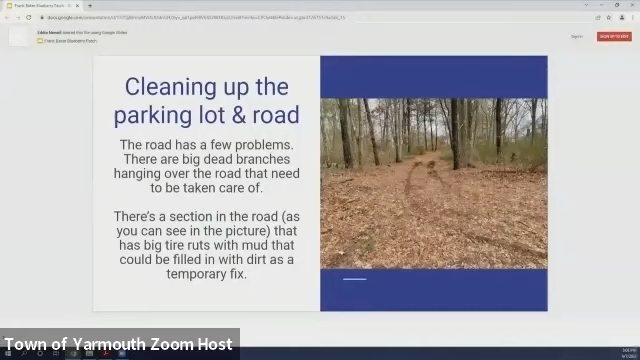 Cleaning up the
parking lot & road
The road has a few problems.
There are big dead branches
hanging over the road that need
to be taken care of.
There's a section in the road (as
you can see in the picture) that
has big tire ruts with mud that
could be filled in with dirt as a
temporary fix.
Town of Yarmouth Zoom Host